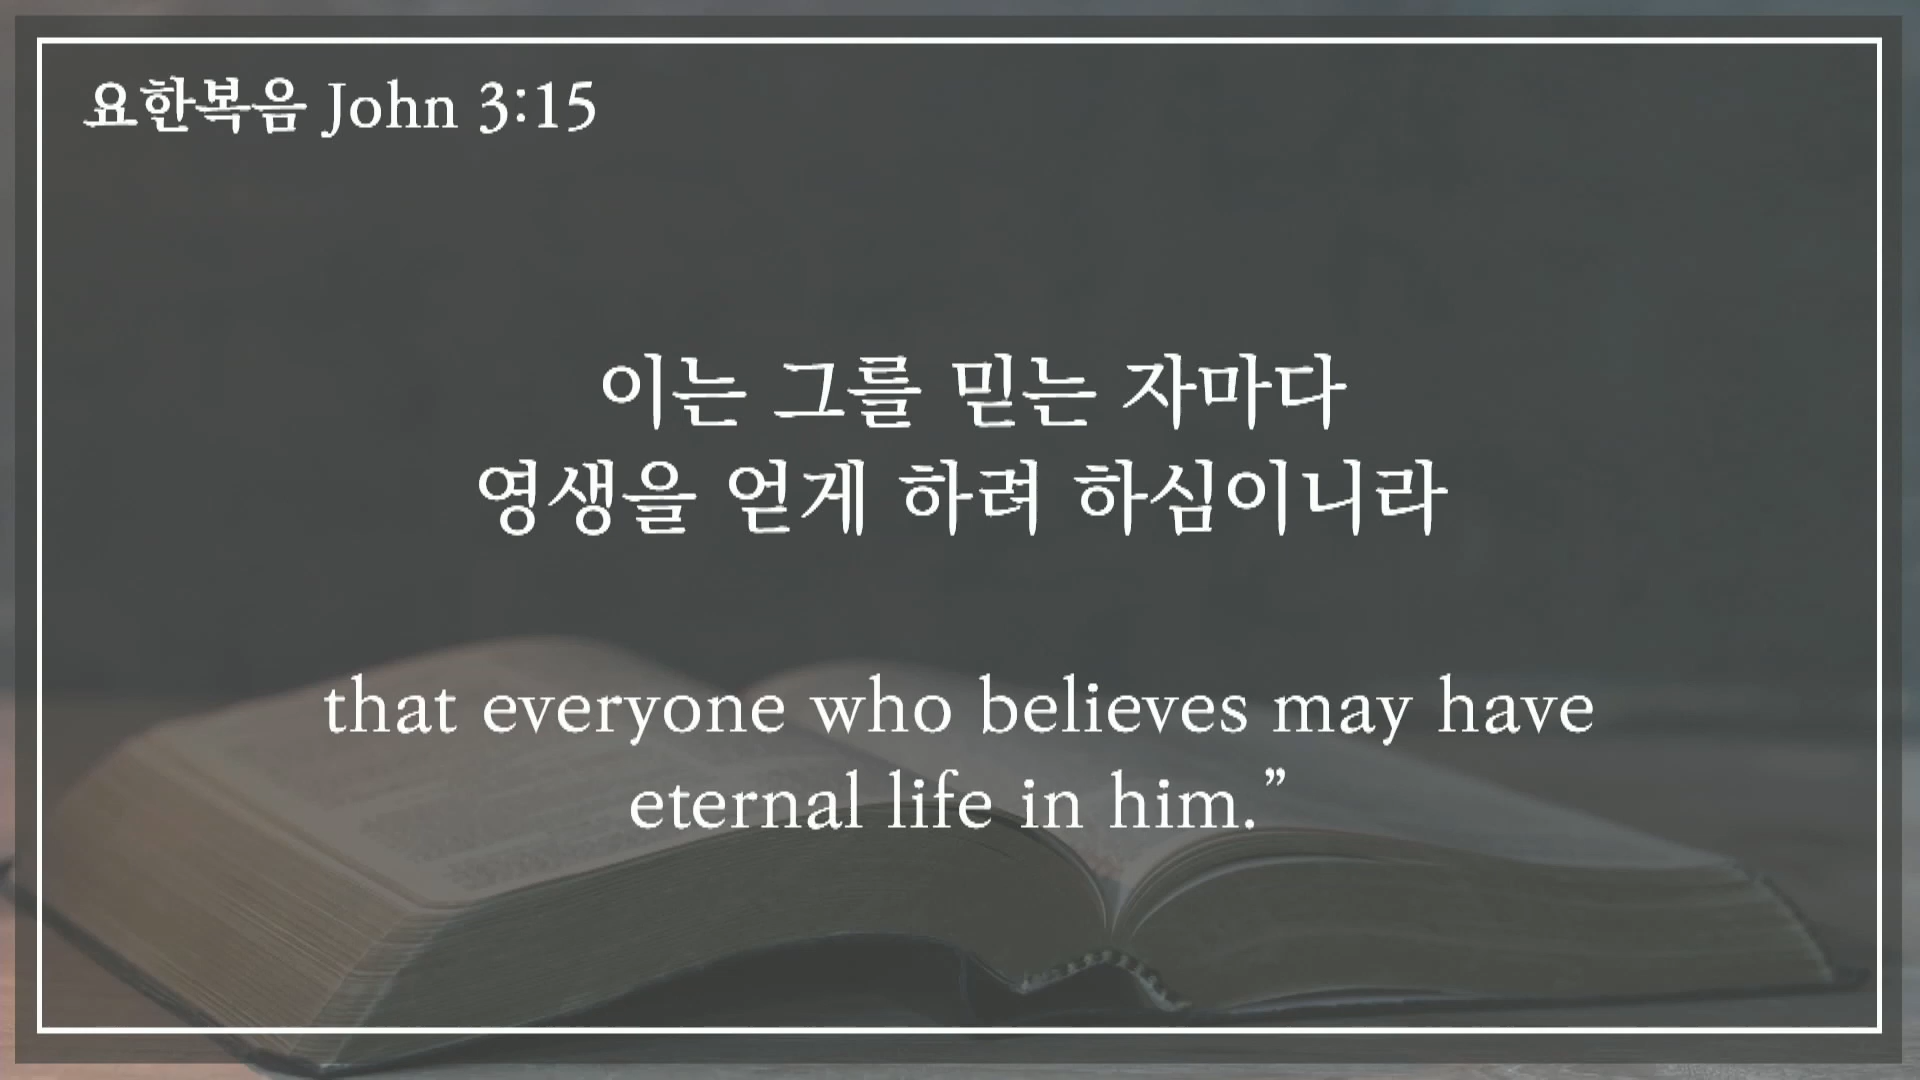 요한복음 John 3:15
이는 그를 믿는 자마다
영생을 얻게 하려 하심이니라
that everyone who believes may have
eternal life in him.”